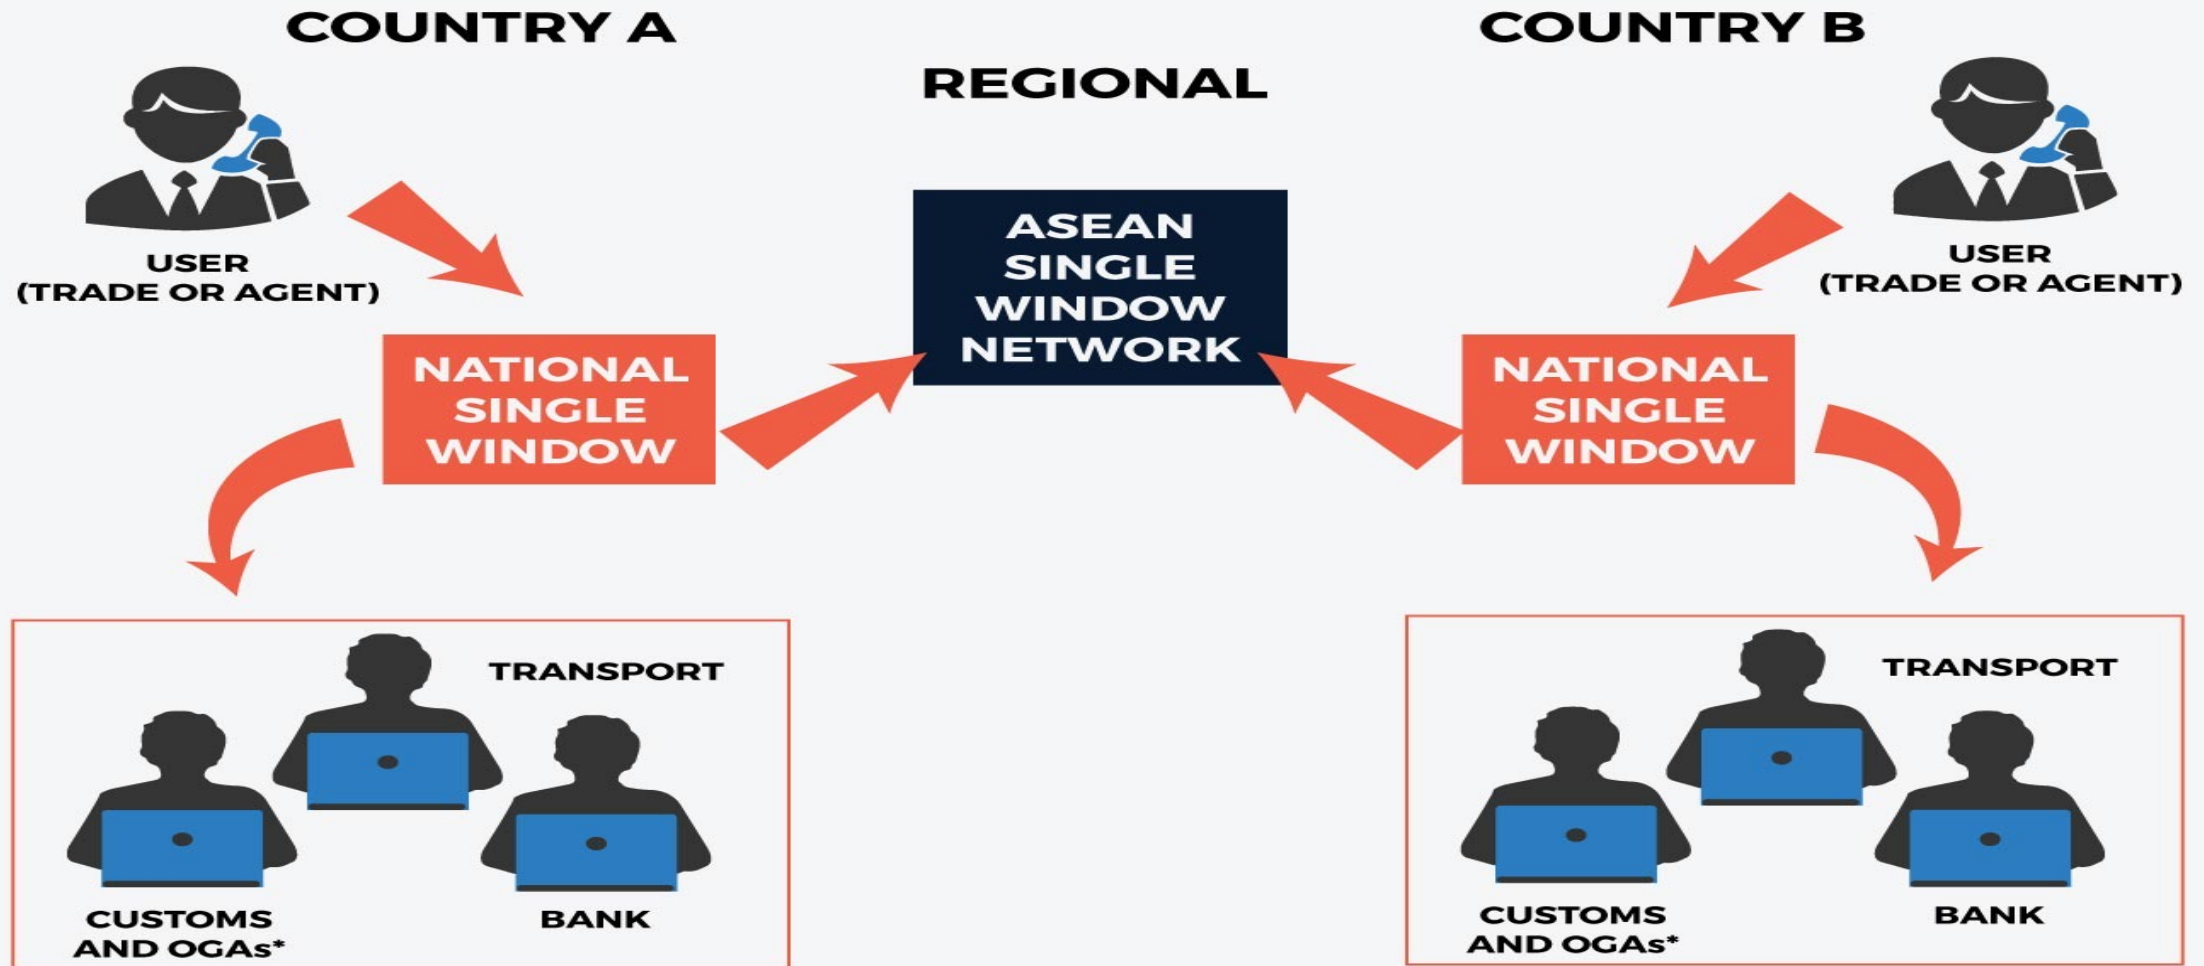 COUNTRY A
COUNTRY B
REGIONAL
USER
(TRADE OR AGENT)
ASEAN
SINGLE
WINDOW
NETWORK
USER
(TRADE OR AGENT)
NATIONAL
SINGLE
WINDOW
NATIONAL
SINGLE
WINDOW
TRANSPORT
CUSTOMS
AND OGAs*
BANK
TRANSPORT
CUSTOMS
AND OGAs*
BANK